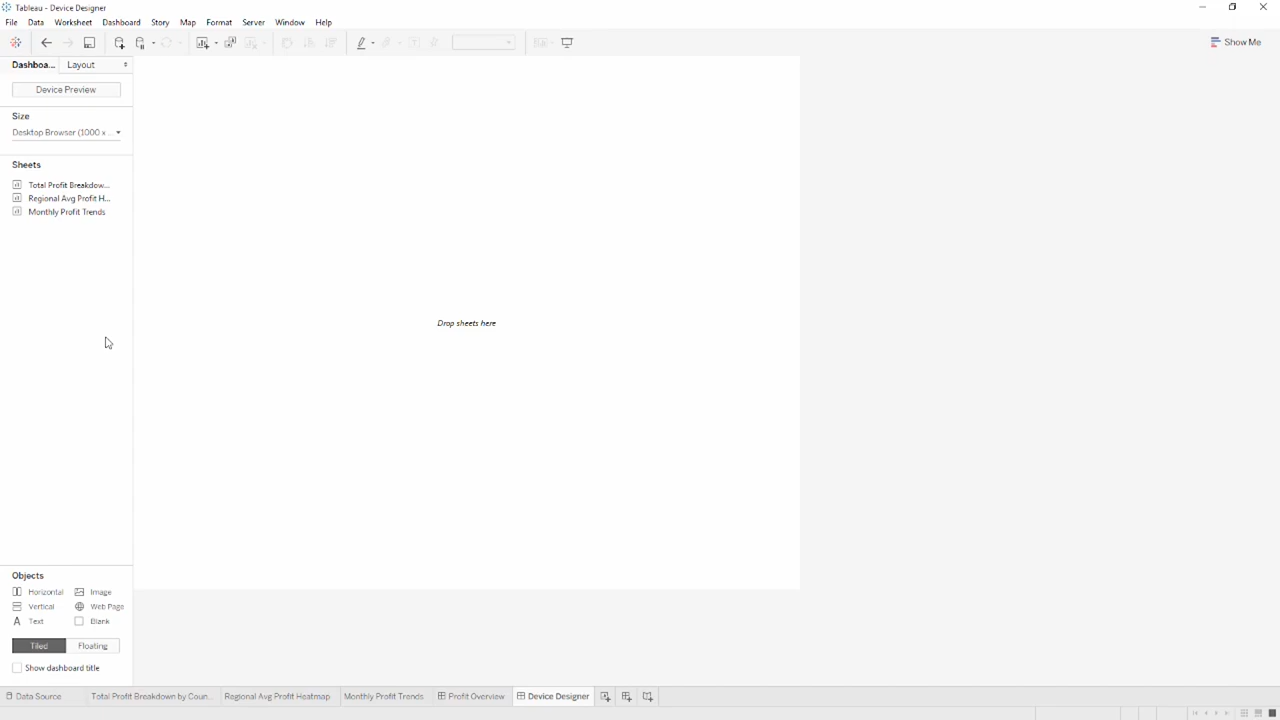 Tableau - Device Designer
File Data Worksheet Dashboard Story Map Format Server Window Help
Show Me
Dashboa... Layout
Device Preview
Size
Desktop Browser (1000 x ...
Sheets
Total Profit Breakdow...
Regional Avg Profit H...
Monthly Profit Trends
Drop sheets here
Objects
Horizontal Image
Vertical Web Page
A Text Blank
Tiled Floating
Show dashboard title
Data Source Total Profit Breakdown by Coun... Regional Avg Profit Heatmap Monthly Profit Trends Profit Overview Device Designer